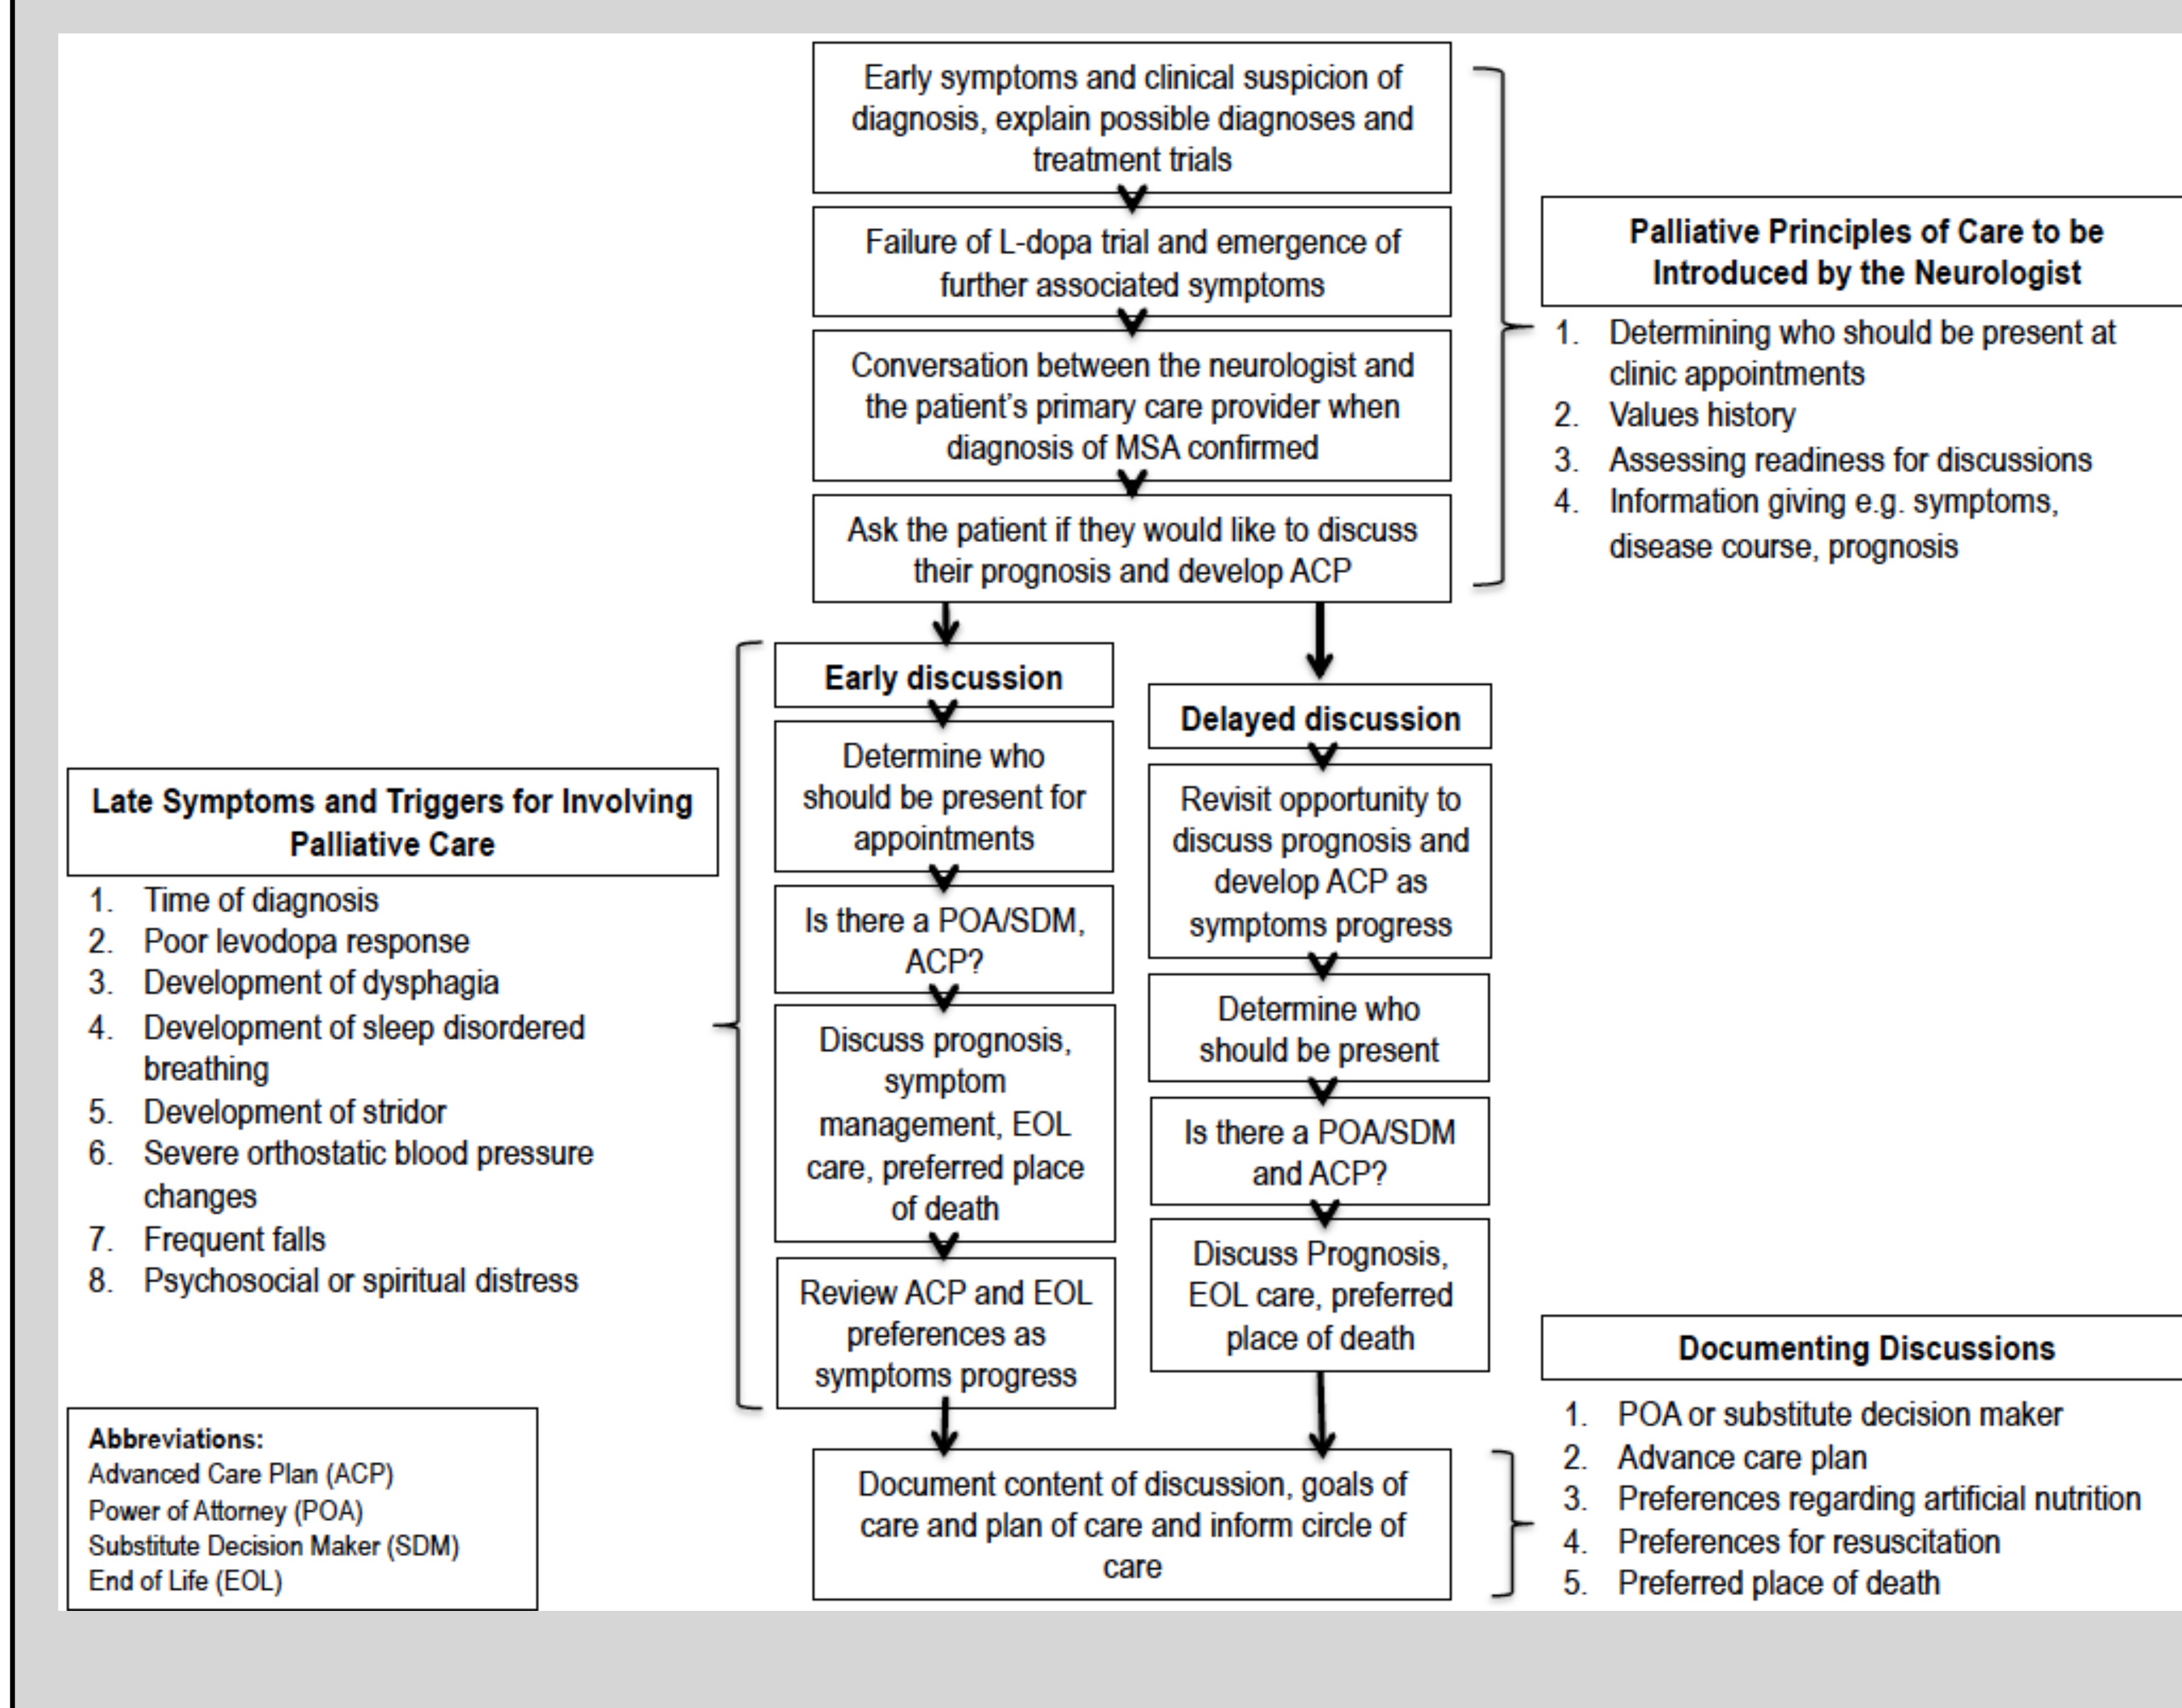 Early symptoms and clinical suspicion of
diagnosis, explain possible diagnoses and
treatment trials
Failure of L-dopa trial and emergence of
further associated symptoms
Conversation between the neurologist and
the patient’s primary care provider when
diagnosis of MSA confirmed
Ask the patient if they would like to discuss
their prognosis and develop ACP
Palliative Principles of Care to be
Introduced by the Neurologist
1. Determining who should be present at
clinic appointments
2. Values history
3. Assessing readiness for discussions
4. Information giving e.g. symptoms,
disease course, prognosis
Early discussion
Determine who
should be present for
appointments
Is there a POA/SDM,
ACP?
Discuss prognosis,
symptom
management, EOL
care, preferred place
of death
Review ACP and EOL
preferences as
symptoms progress
Delayed discussion
Revisit opportunity to
discuss prognosis and
develop ACP as
symptoms progress
Determine who
should be present
Is there a POA/SDM
and ACP?
Discuss Prognosis,
EOL care, preferred
place of death
Late Symptoms and Triggers for Involving
Palliative Care
1. Time of diagnosis
2. Poor levodopa response
3. Development of dysphagia
4. Development of sleep disordered
breathing
5. Development of stridor
6. Severe orthostatic blood pressure
changes
7. Frequent falls
8. Psychosocial or spiritual distress
Abbreviations:
Advanced Care Plan (ACP)
Power of Attorney (POA)
Substitute Decision Maker (SDM)
End of Life (EOL)
Document content of discussion, goals of
care and plan of care and inform circle of
care
Documenting Discussions
1. POA or substitute decision maker
2. Advance care plan
3. Preferences regarding artificial nutrition
4. Preferences for resuscitation
5. Preferred place of death